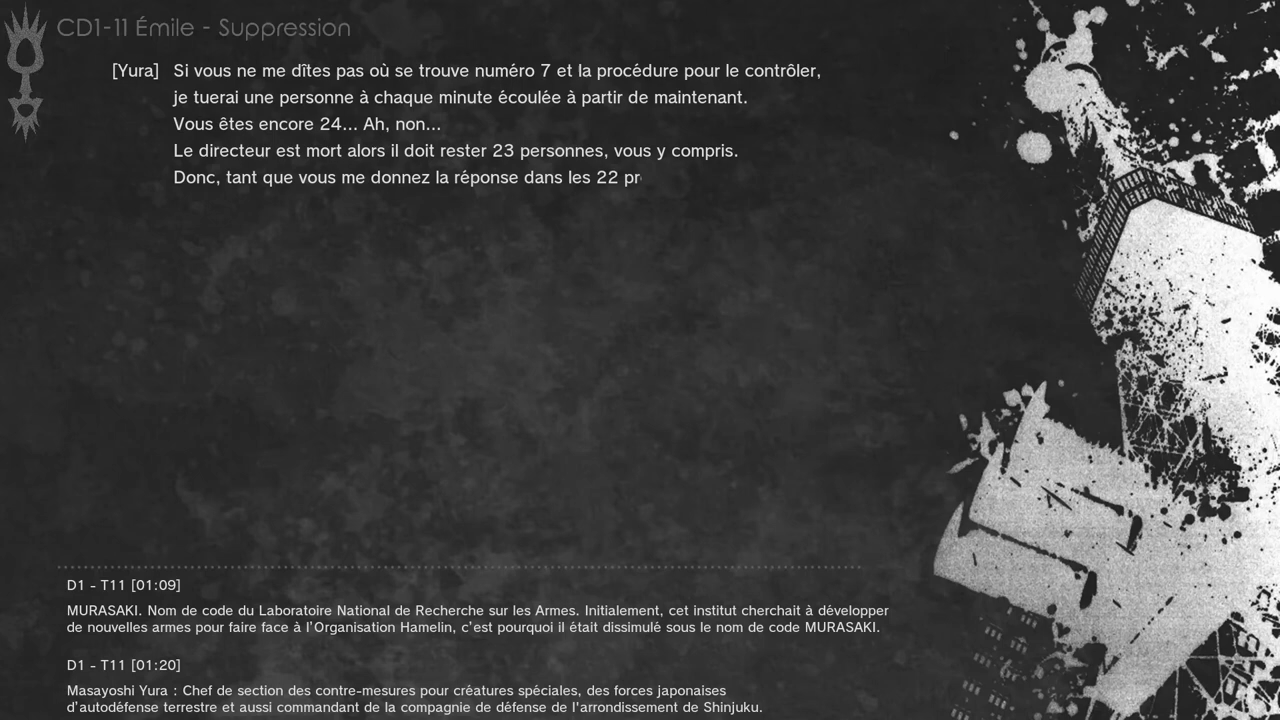 CD1-11 Émile - Suppression
[Yura] Si vous ne me dîtes pas où se trouve numéro 7 et la procédure pour le contrôler,
je tuerai une personne à chaque minute écoulée à partir de maintenant.
Vous êtes encore 24... Ah, non...
Le directeur est mort alors il doit rester 23 personnes, vous y compris.
Donc, tant que vous me donnez la réponse dans les 22 pr
D1 - T11 [01:09]
MURASAKI. Nom de code du Laboratoire National de Recherche sur les Armes. Initialement, cet institut cherchait à développer
de nouvelles armes pour faire face à l'Organisation Hamelin, c'est pourquoi il était dissimulé sous le nom de code MURASAKI.
D1 - T11 [01:20]
Masayoshi Yura : Chef de section des contre-mesures pour créatures spéciales, des forces japonaises
d'autodéfense terrestre et aussi commandant de la compagnie de défense de l'arrondissement de Shinjuku.